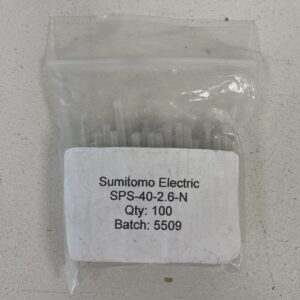 Sumitomo Electric
SPS-40-2.6-N
Qty: 100
Batch: 5509